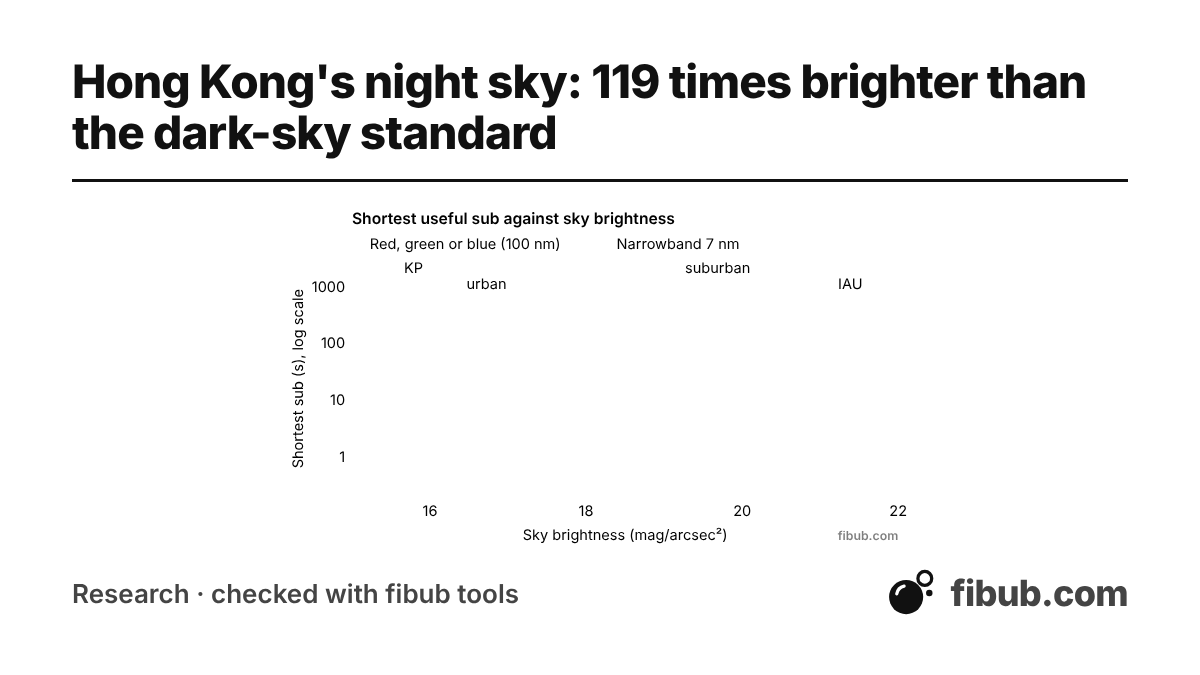 Hong Kong's night sky: 119 times brighter than
the dark-sky standard
Shortest useful sub against sky brightness
Red, green or blue (100 nm)
Narrowband 7 nm
KP
suburban
urban
IAU
Shortest sub (s), log scale
1000
100
10
1
16
18
20
22
Sky brightness (mag/arcsec²)
fibub.com
Research · checked with fibub tools
fibub.com